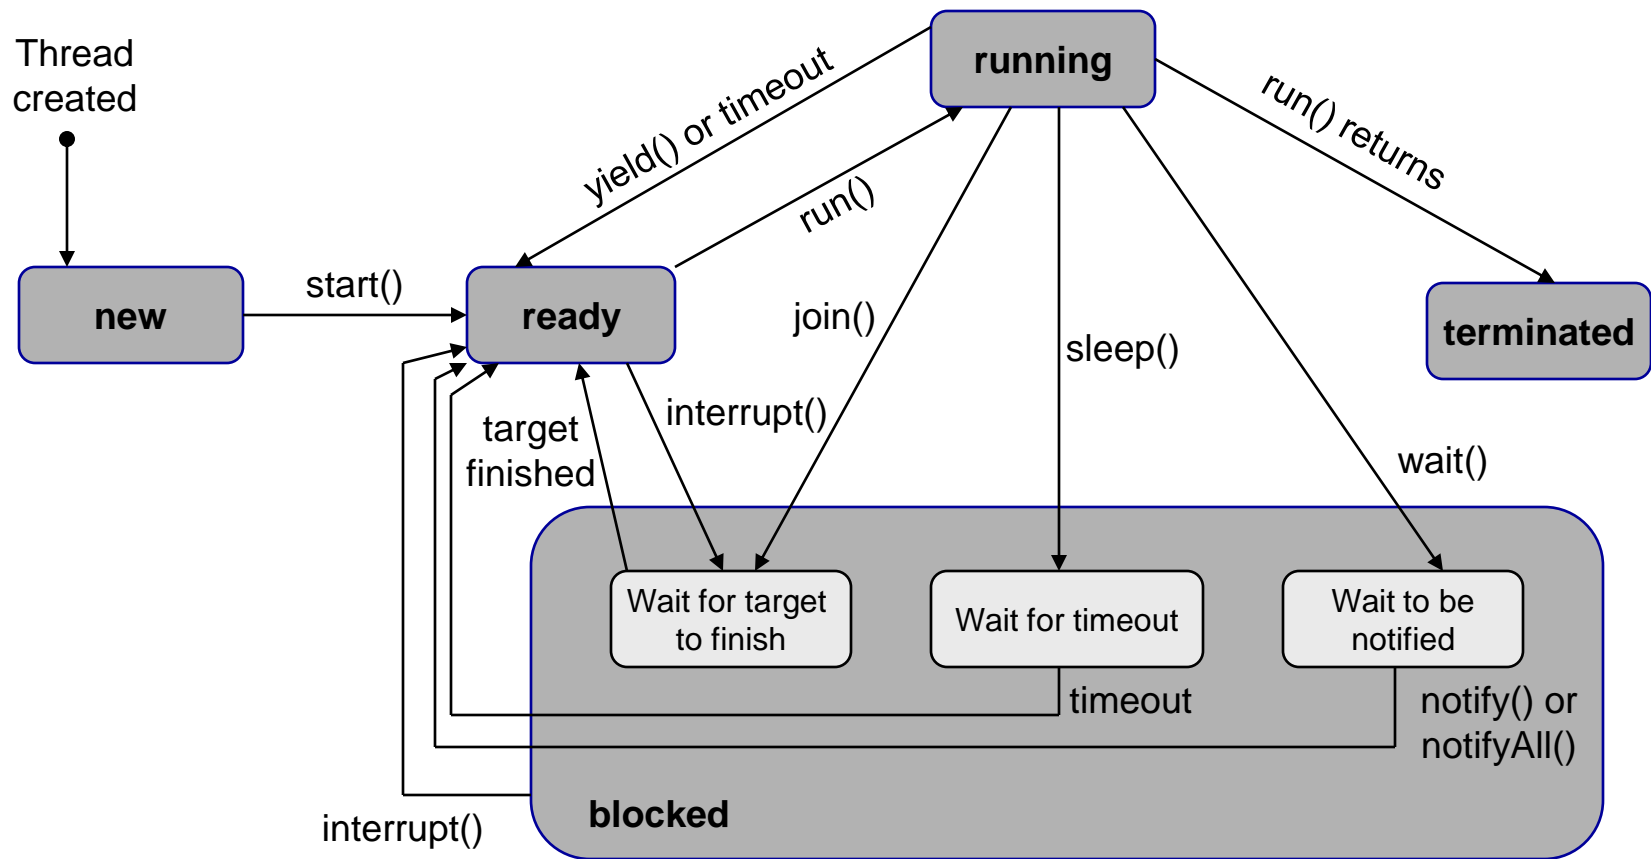 Thread
created
running
yield() or timeout
run()
run() returns
new
start()
ready
join()
sleep()
terminated
interrupt()
target
finished
wait()
Wait for target
to finish
Wait for timeout
Wait to be
notified
timeout
notify() or
notifyAll()
blocked
interrupt()